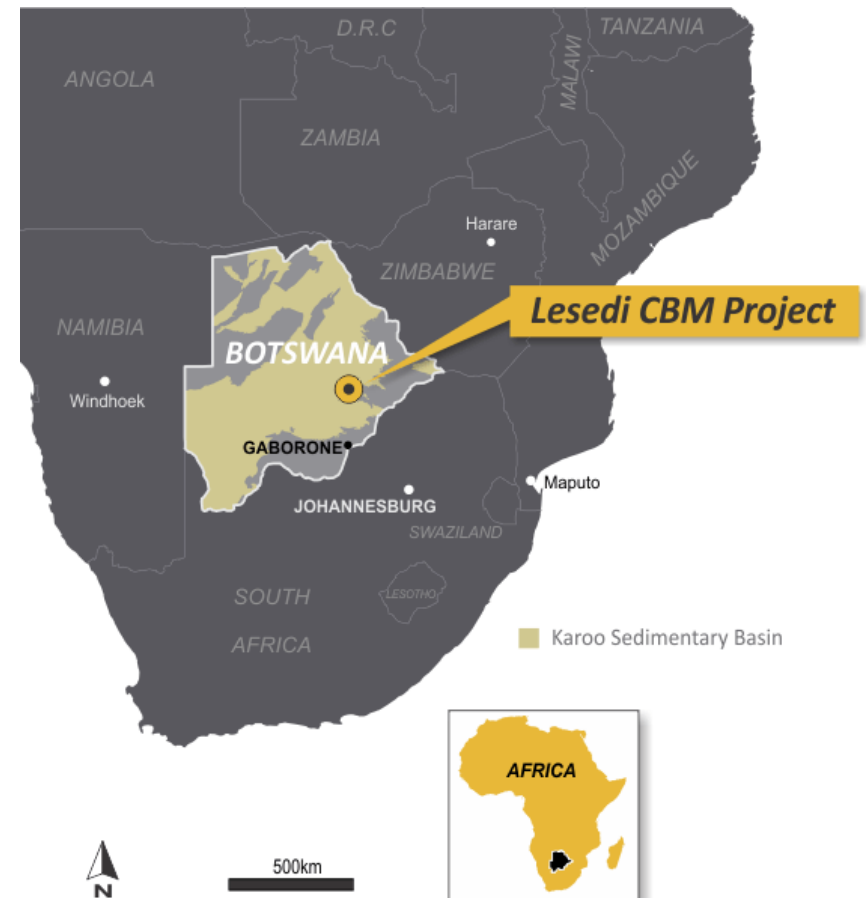 D.R.C
TANZANIA
ANGOLA
MALAWI
ZAMBIA
MOZAMBIQUE
Harare
ZIMBABWE
Lesedi CBM Project
NAMIBIA
BOTSWANA
Windhoek
GABORONE
Maputo
JOHANNESBURG
SWAZILAND
SOUTH
AFRICA
LESOTHO
Karoo Sedimentary Basin
AFRICA
500km
N